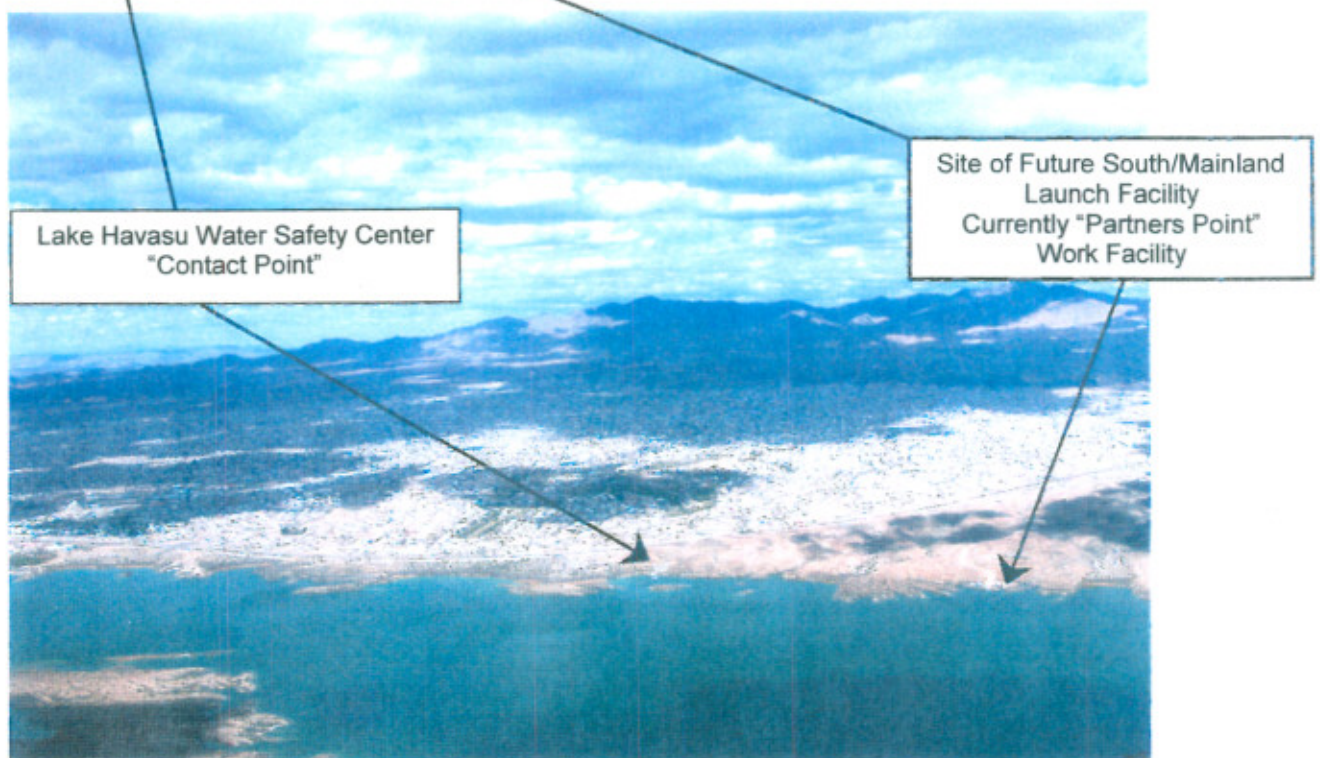 Lake Havasu Water Safety Center
“Contact Point”
Site of Future South/Mainland
Launch Facility
Currently “Partners Point”
Work Facility